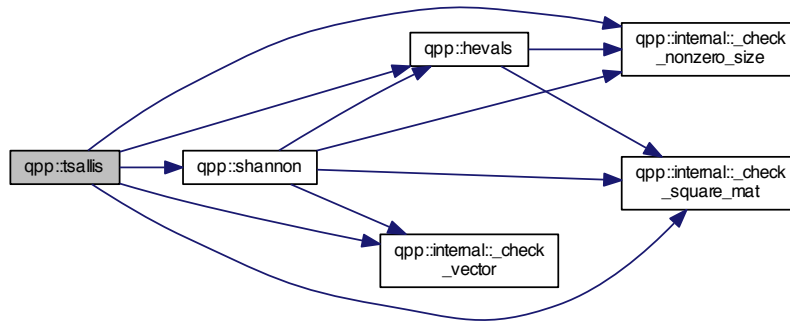 qpp::tsallis
qpp::shannon
qpp::hevals
qpp::internal::_check
_vector
qpp::internal::_check
_nonzero_size
qpp::internal::_check
_square_mat